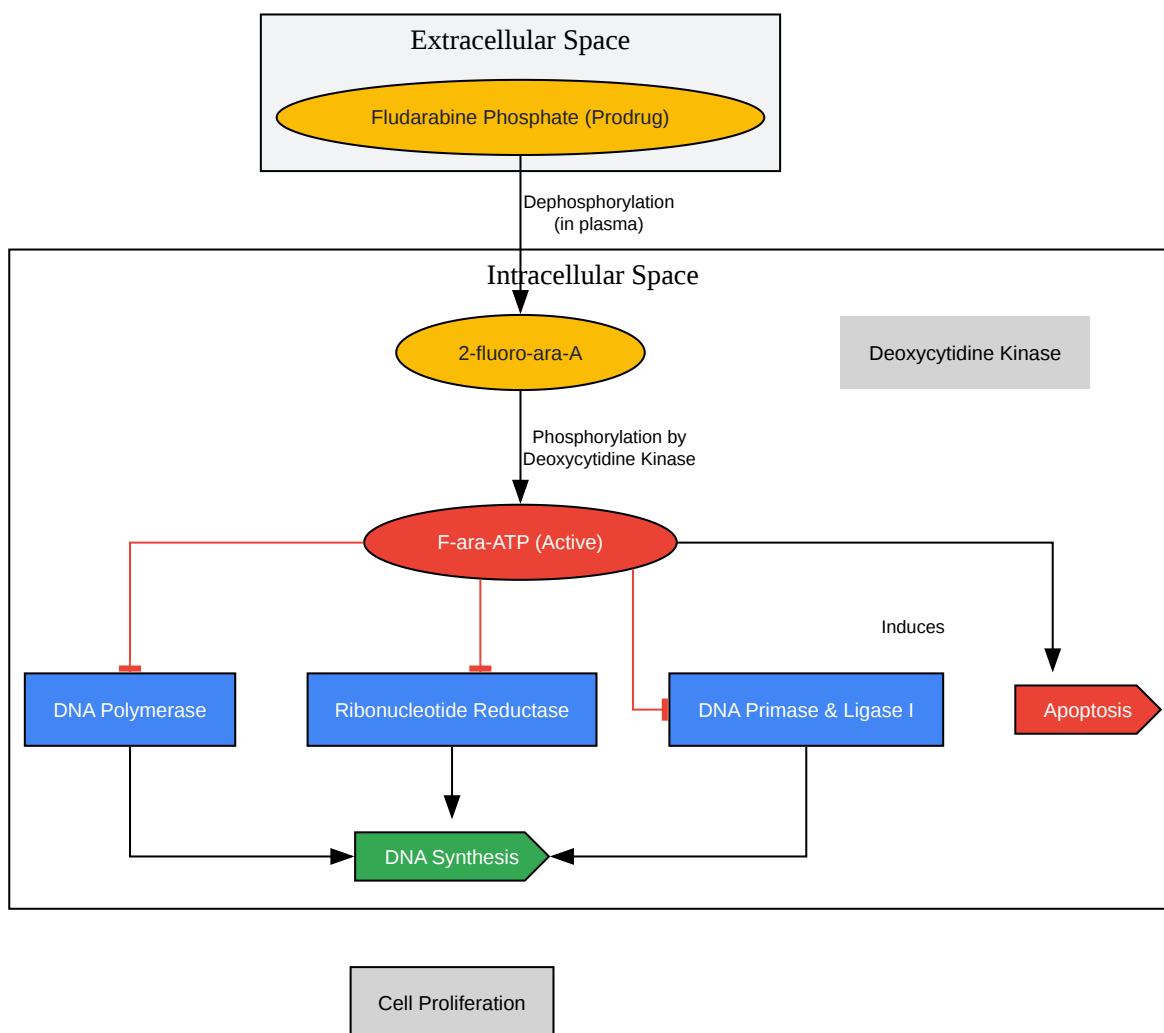 Extracellular Space
Fludarabine Phosphate (Prodrug)
Dephosphorylation
(in plasma)
Intracellular Space
2-fluoro-ara-A
Deoxycytidine Kinase
Phosphorylation by
Deoxycytidine Kinase
F-ara-ATP (Active)
Induces
DNA Polymerase
Ribonucleotide Reductase
DNA Primase & Ligase I
Apoptosis
DNA Synthesis
Cell Proliferation